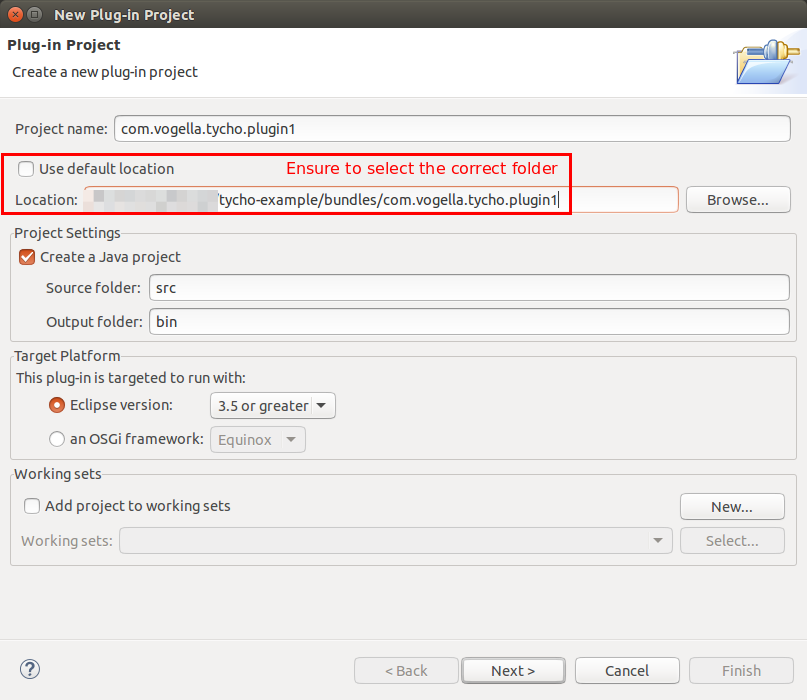 New Plug-in Project
Plug-in Project
Create a new plug-in project
Project name: com.vogella.tycho.plugin1
Use default location Ensure to select the correct folder
Location: /tycho-example/bundles/com.vogella.tycho.plugin1 Browse...
Project Settings
Create a Java project
Source folder: src
Output folder: bin
Target Platform
This plug-in is targeted to run with:
Eclipse version: 3.5 or greater
an OSGi framework: Equinox
Working sets
Add project to working sets New...
Working sets: Select...
? < Back Next > Cancel Finish